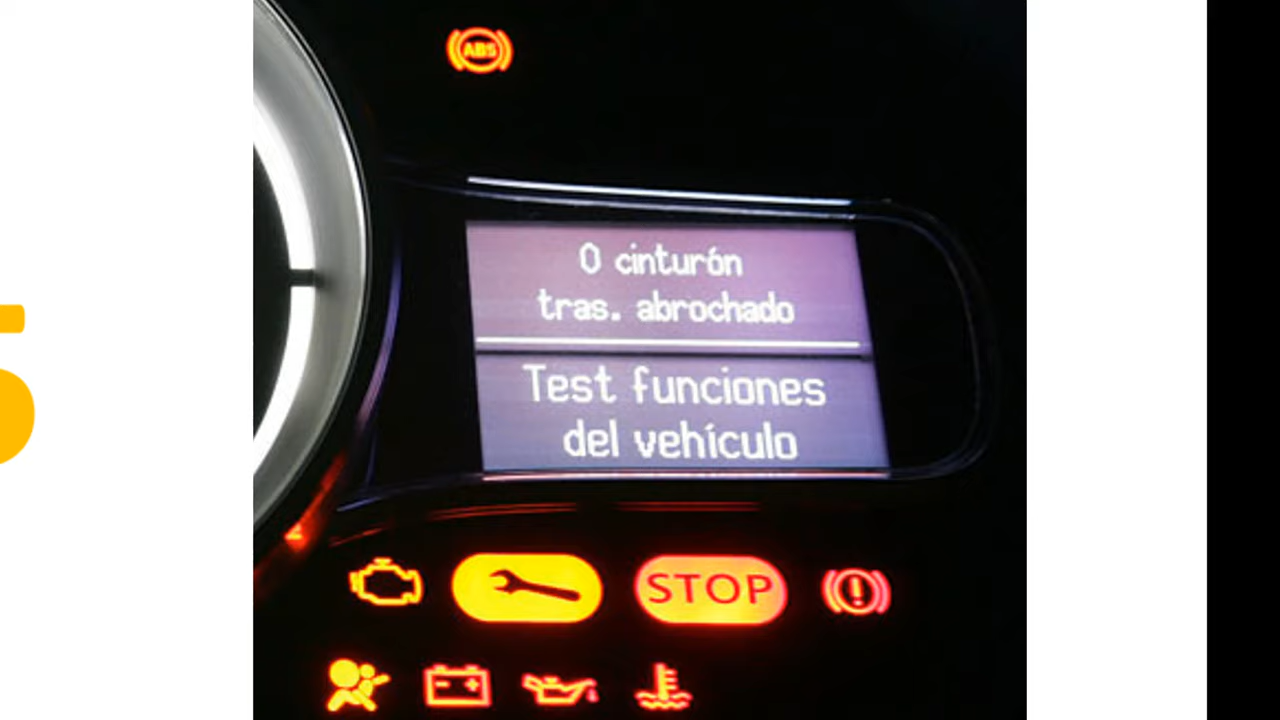 ABS
0 cinturón
tras. abrochado
Test funciones
del vehículo
STOP